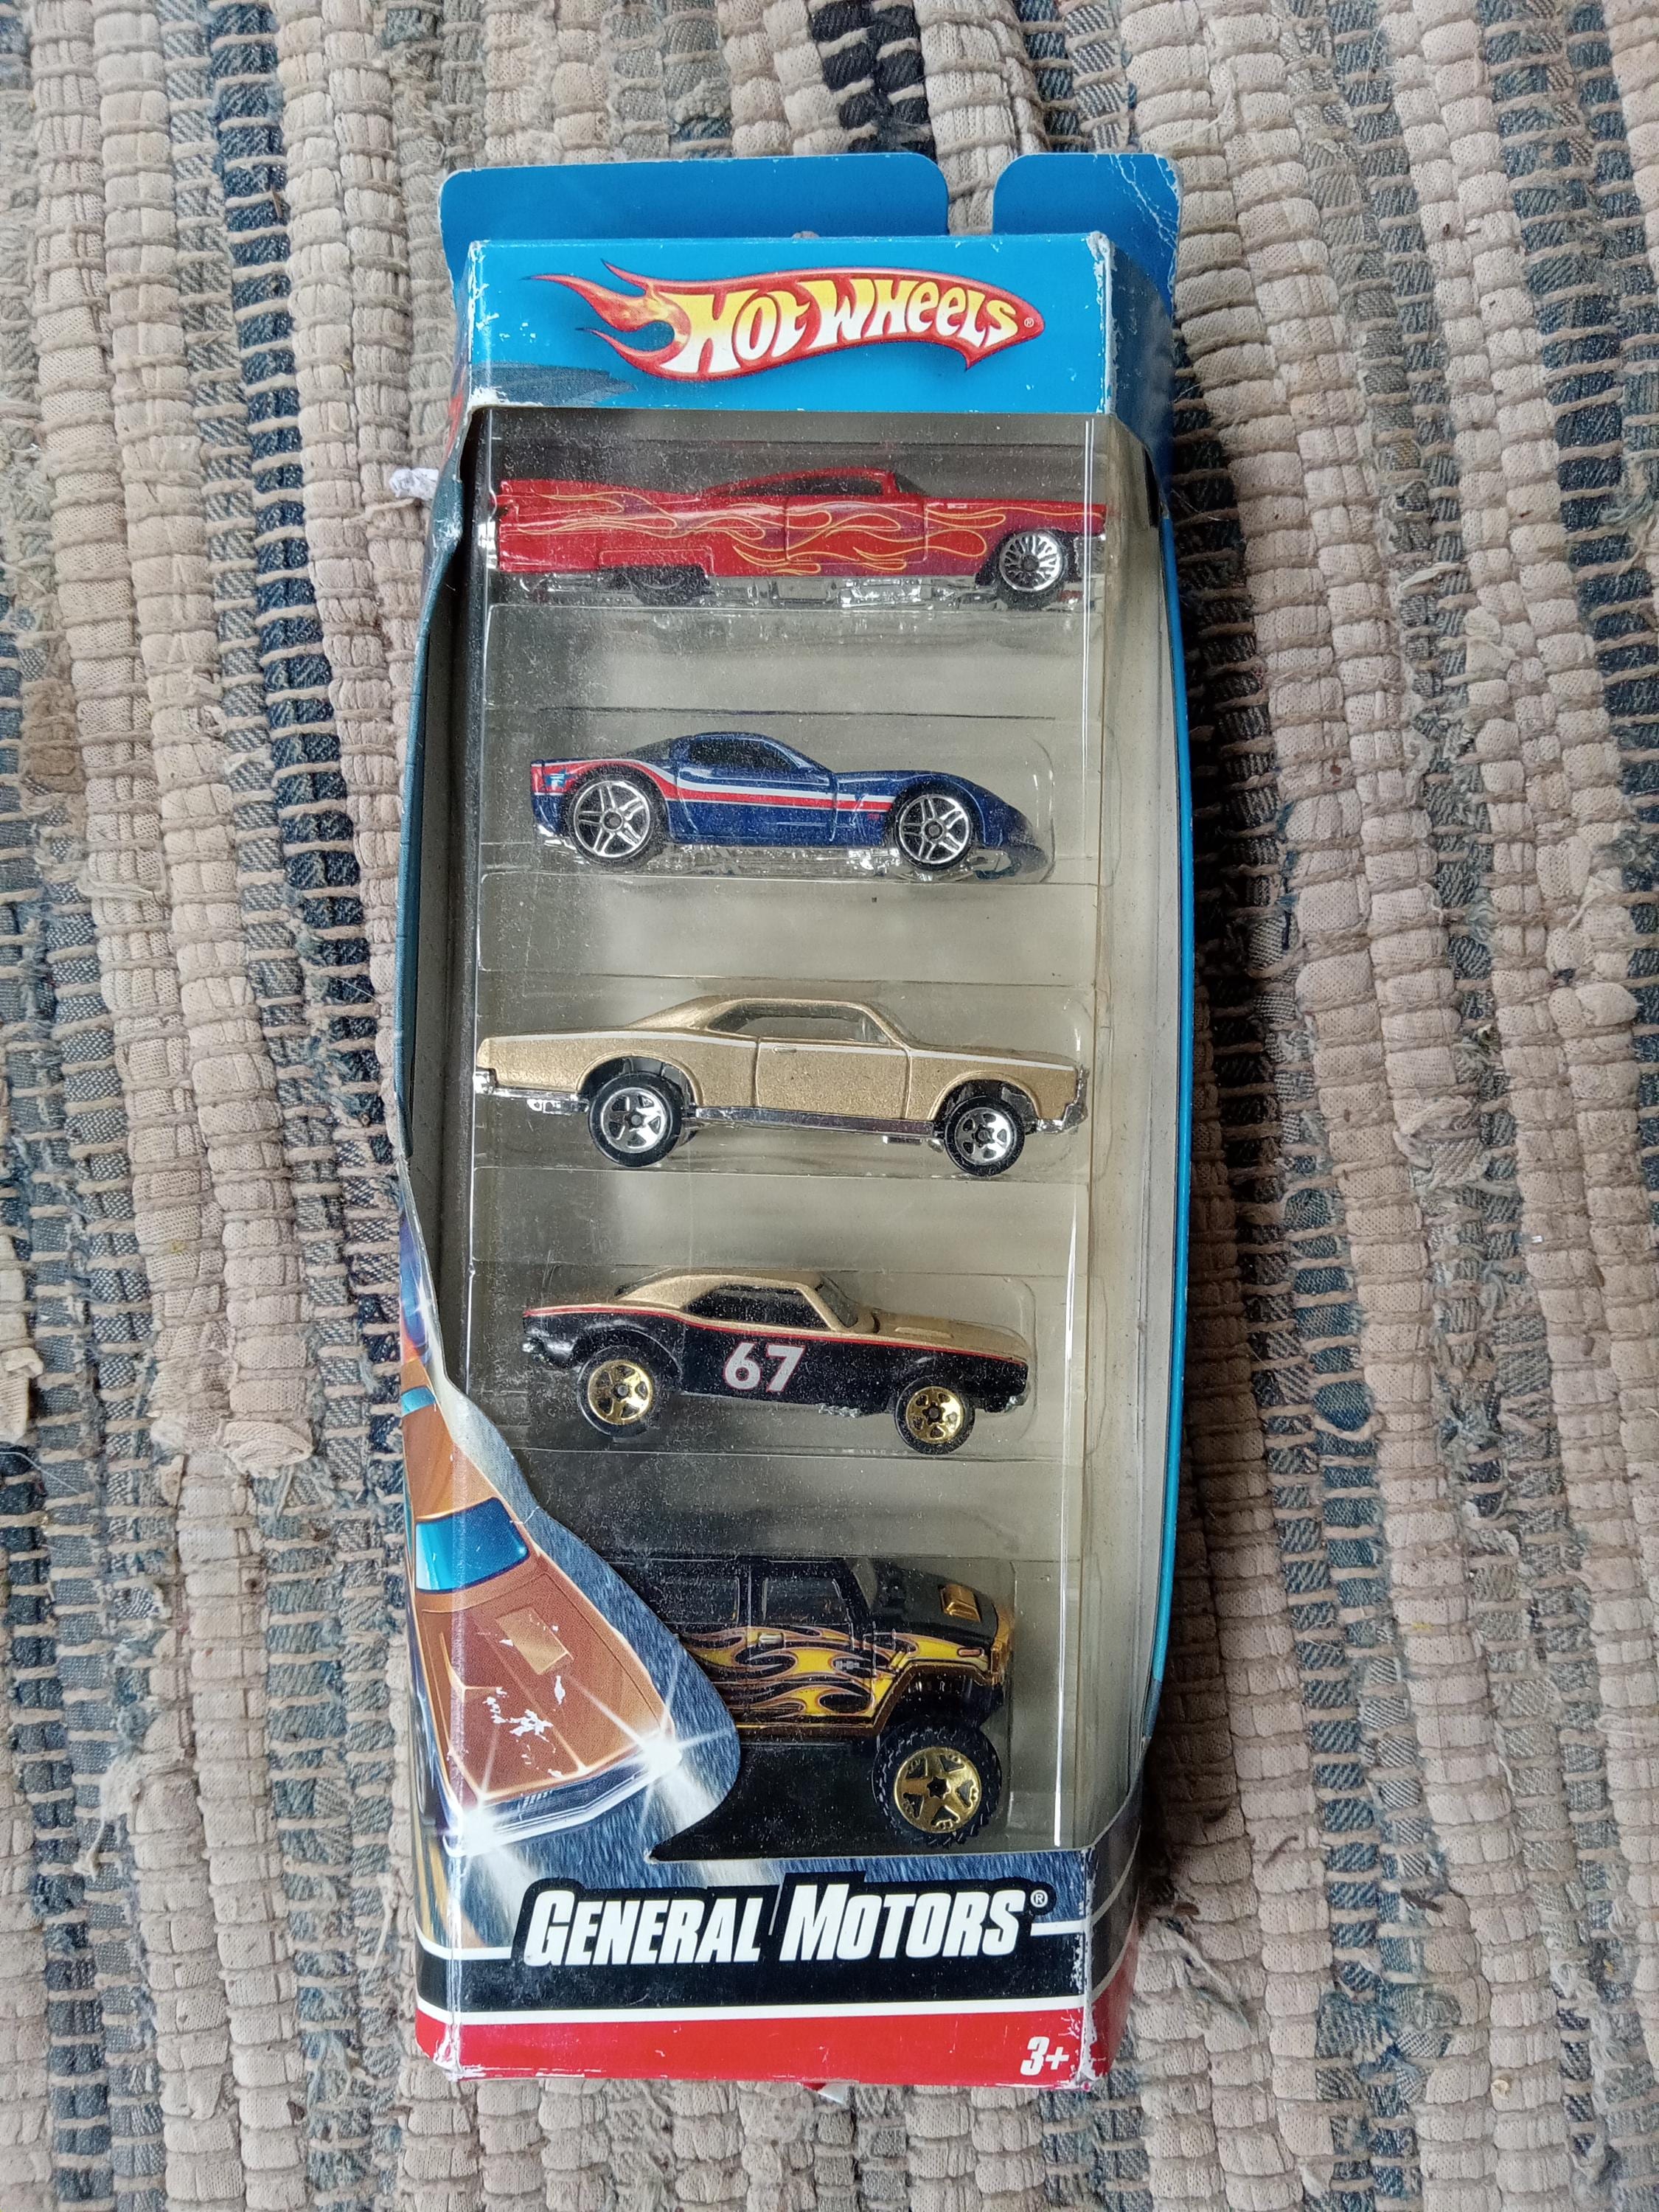 Hot Wheels®
67
GENERAL MOTORS®
3+